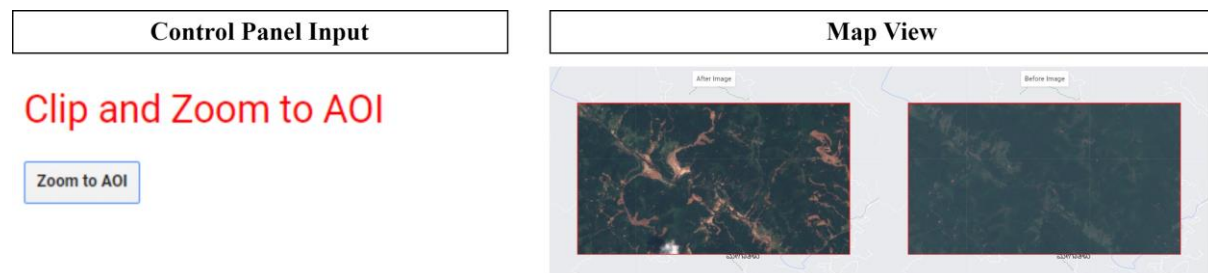 Control Panel Input
Map View
Clip and Zoom to AOI
Zoom to AOI
After Image
Before Image